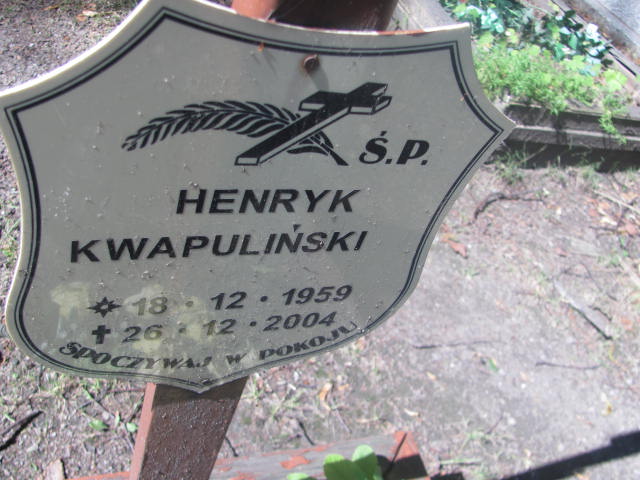 Ś.P.
HENRYK
KWAPULIŃSKI
18 · 12 · 1959
26 · 12 · 2004
SPOCZYWAJ W POKOJU